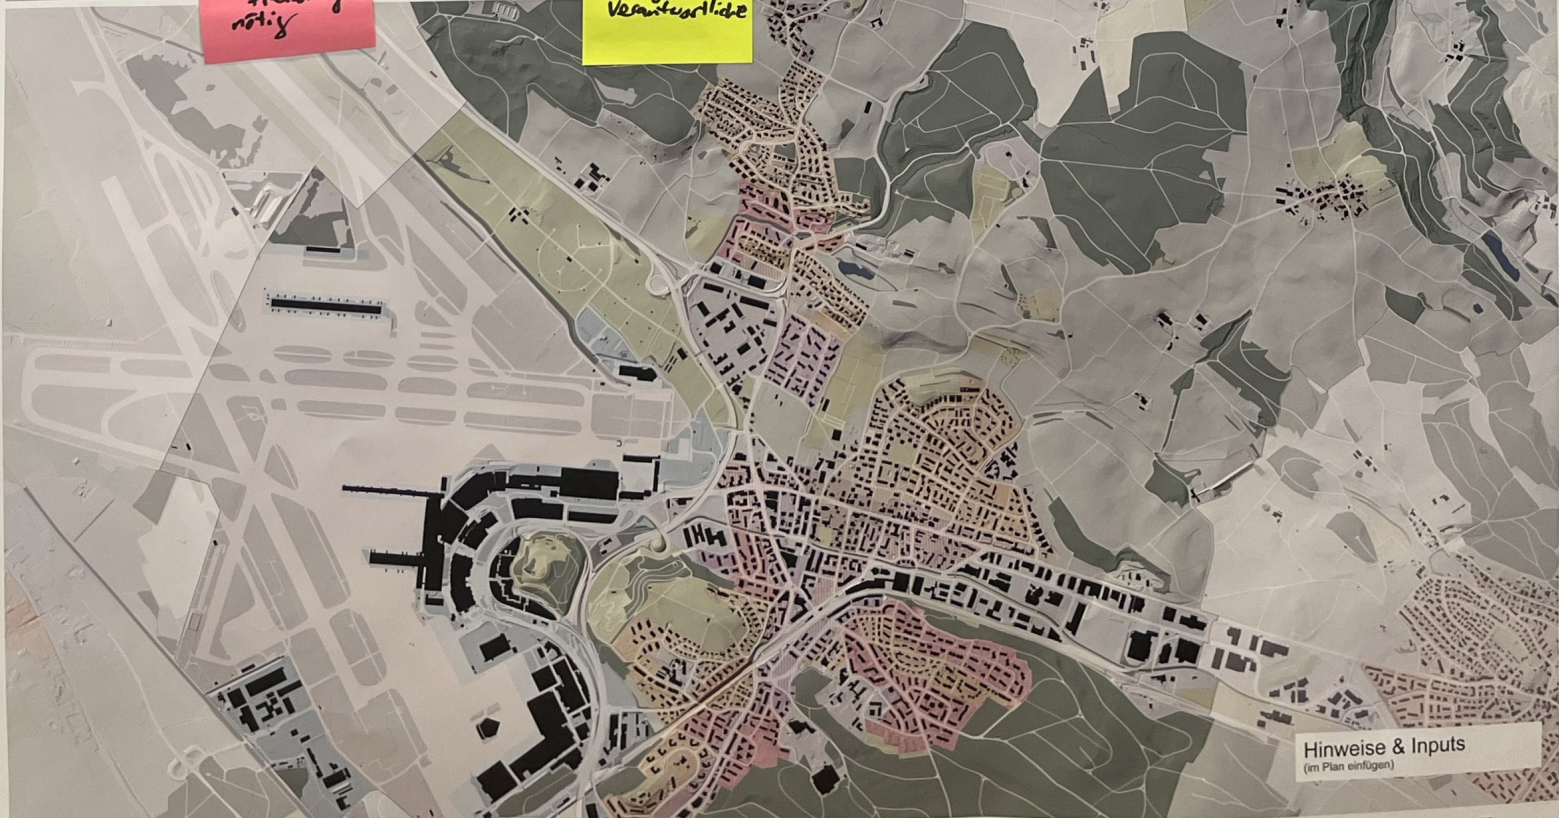 nötig
Verantwortliche
Hinweise & Inputs
(im Plan einfügen)